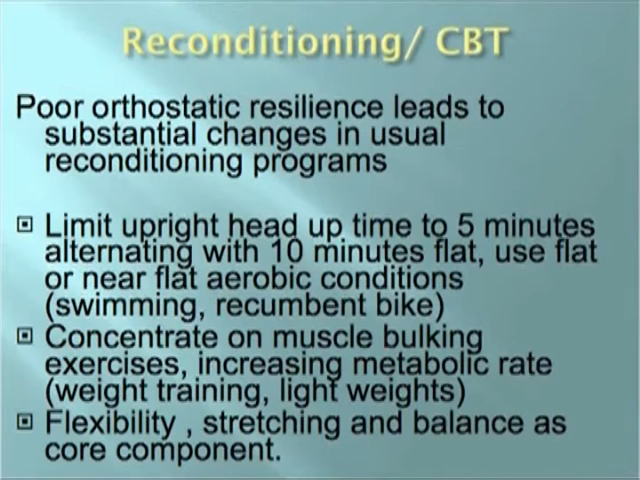 Reconditioning/ CBT
Poor orthostatic resilience leads to
substantial changes in usual
reconditioning programs
Limit upright head up time to 5 minutes
alternating with 10 minutes flat, use flat
or near flat aerobic conditions
(swimming, recumbent bike)
Concentrate on muscle bulking
exercises, increasing metabolic rate
(weight training, light weights)
Flexibility , stretching and balance as
core component.